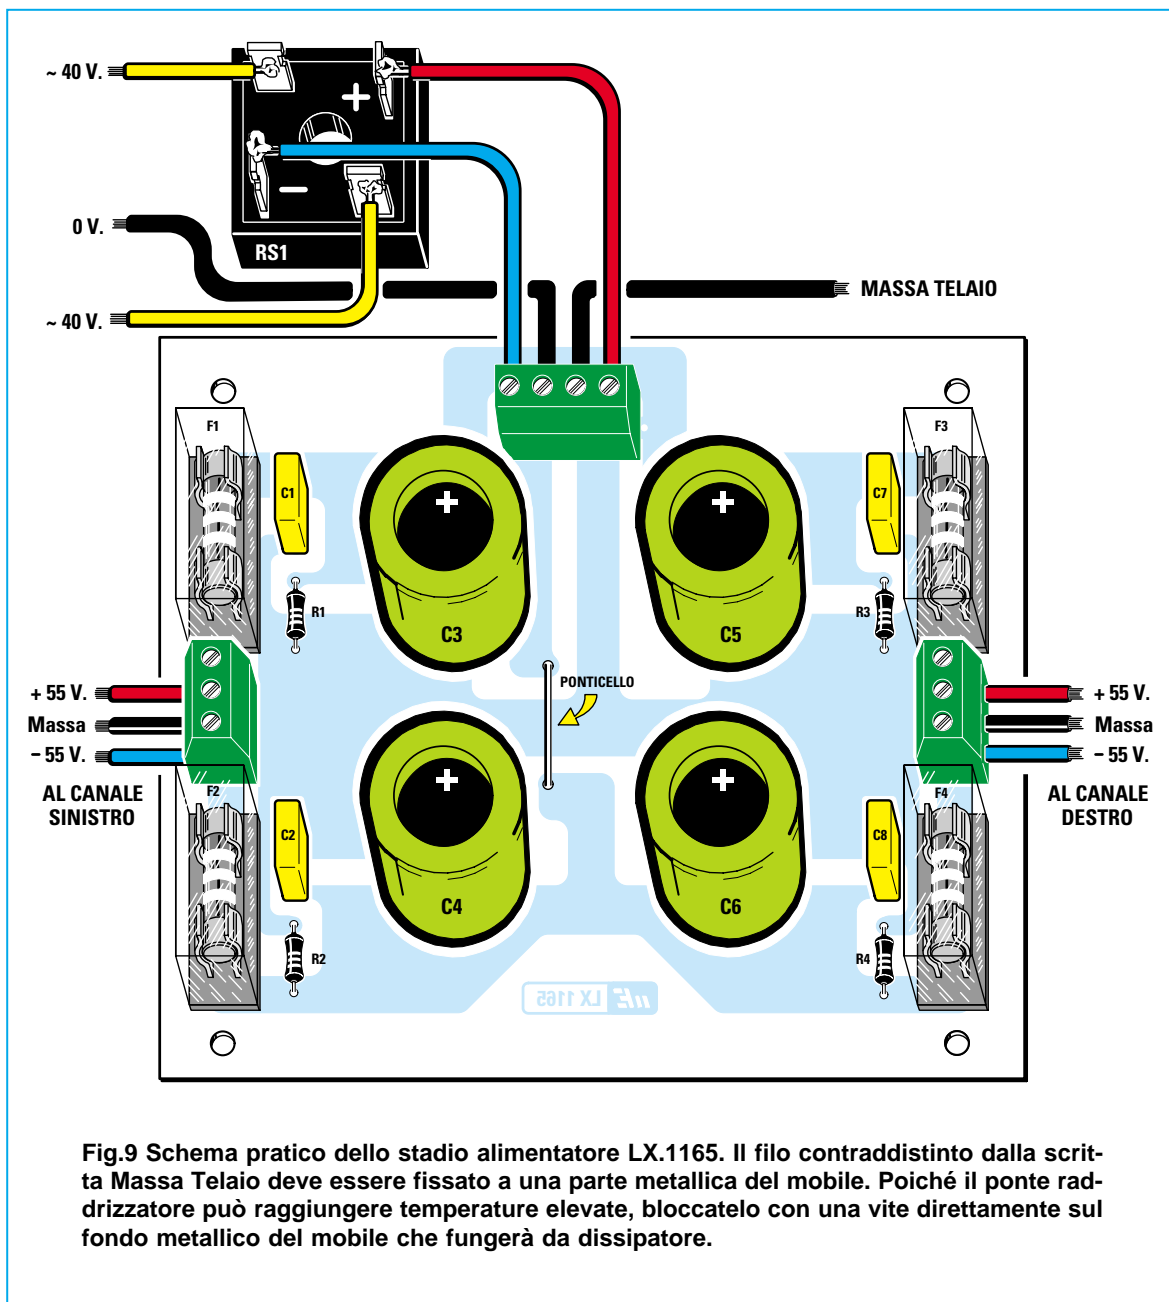 ~ 40 V.
+
−
0 V.
RS1
~ 40 V.
MASSA TELAIO
F1
F3
C1
C7
+
+
R1
R3
C3
C5
PONTICELLO
+ 55 V.
Massa
− 55 V.
+ 55 V.
Massa
− 55 V.
AL CANALE
SINISTRO
AL CANALE
DESTRO
F2
F4
+
+
C2
C8
C4
C6
R2
R4
nE LX 1165
Fig.9 Schema pratico dello stadio alimentatore LX.1165. Il filo contraddistinto dalla scrit-
ta Massa Telaio deve essere fissato a una parte metallica del mobile. Poiché il ponte rad-
drizzatore può raggiungere temperature elevate, bloccatelo con una vite direttamente sul
fondo metallico del mobile che fungerà da dissipatore.